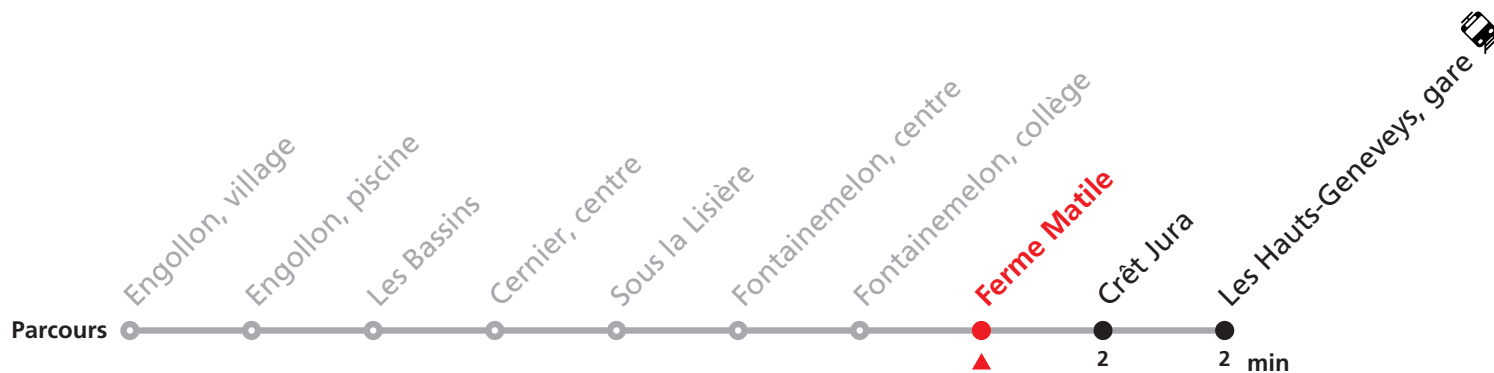 Engollon, village
Engollon, piscine
Les Bassins
Cernier, centre
Sous la Lisière
Fontainemelon, centre
Fontainemelon, collège
Ferme Matile
Crêt Jura
Les Hauts-Geneveys, gare
Parcours
2
2 min